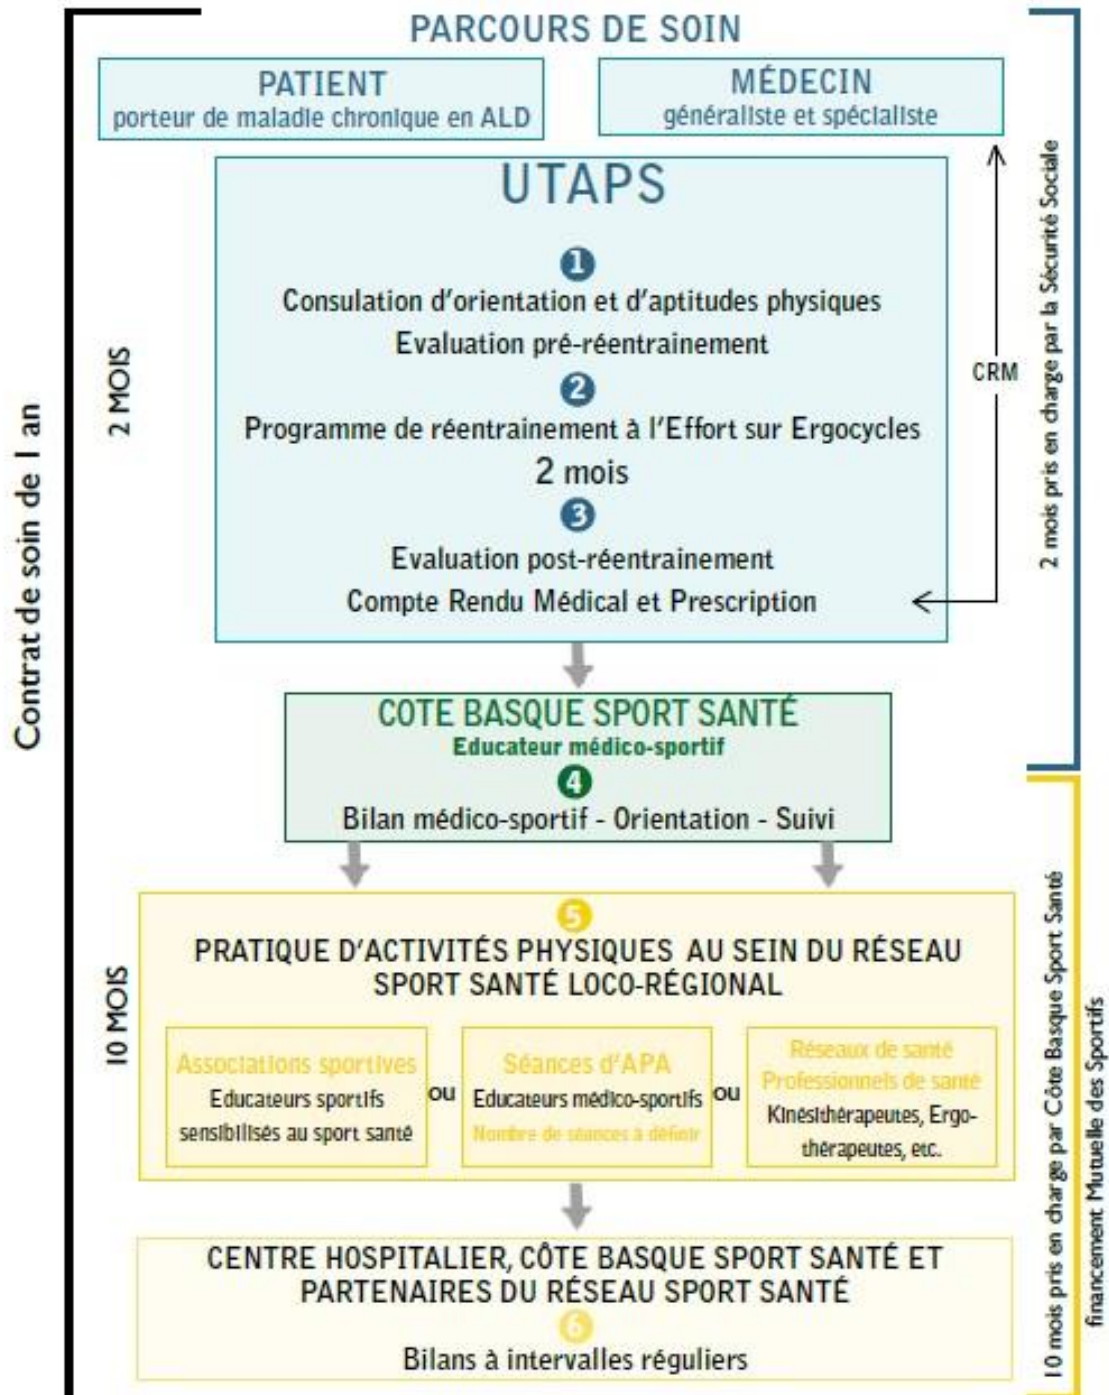 PARCOURS DE SOIN
PATIENT
porteur de maladie chronique en ALD
MÉDECIN
généraliste et spécialiste
UTAPS
1
Consulation d'orientation et d'aptitudes physiques
Evaluation pré-réentrainement
2
Programme de réentrainement à l'Effort sur Ergocycles
2 mois
3
Evaluation post-réentrainement
Compte Rendu Médical et Prescription
CRM
COTE BASQUE SPORT SANTÉ
Educateur médico-sportif
4
Bilan médico-sportif - Orientation - Suivi
5
PRATIQUE D'ACTIVITÉS PHYSIQUES AU SEIN DU RÉSEAU
SPORT SANTÉ LOCO-RÉGIONAL
Associations sportives
Educateurs sportifs
sensibilisés au sport santé
ou
Séances d'APA
Educateurs médico-sportifs
Nombre de séances à définir
ou
Réseaux de santé
Professionnels de santé
Kinésithérapeutes, Ergo-
thérapeutes, etc.
CENTRE HOSPITALIER, CÔTE BASQUE SPORT SANTÉ ET
PARTENAIRES DU RÉSEAU SPORT SANTÉ
6
Bilans à intervalles réguliers
Contrat de soin de 1 an
2 MOIS
10 MOIS
2 mois pris en charge par la Sécurité Sociale
10 mois pris en charge par Côte Basque Sport Santé
financement Mutuelle des Sportifs